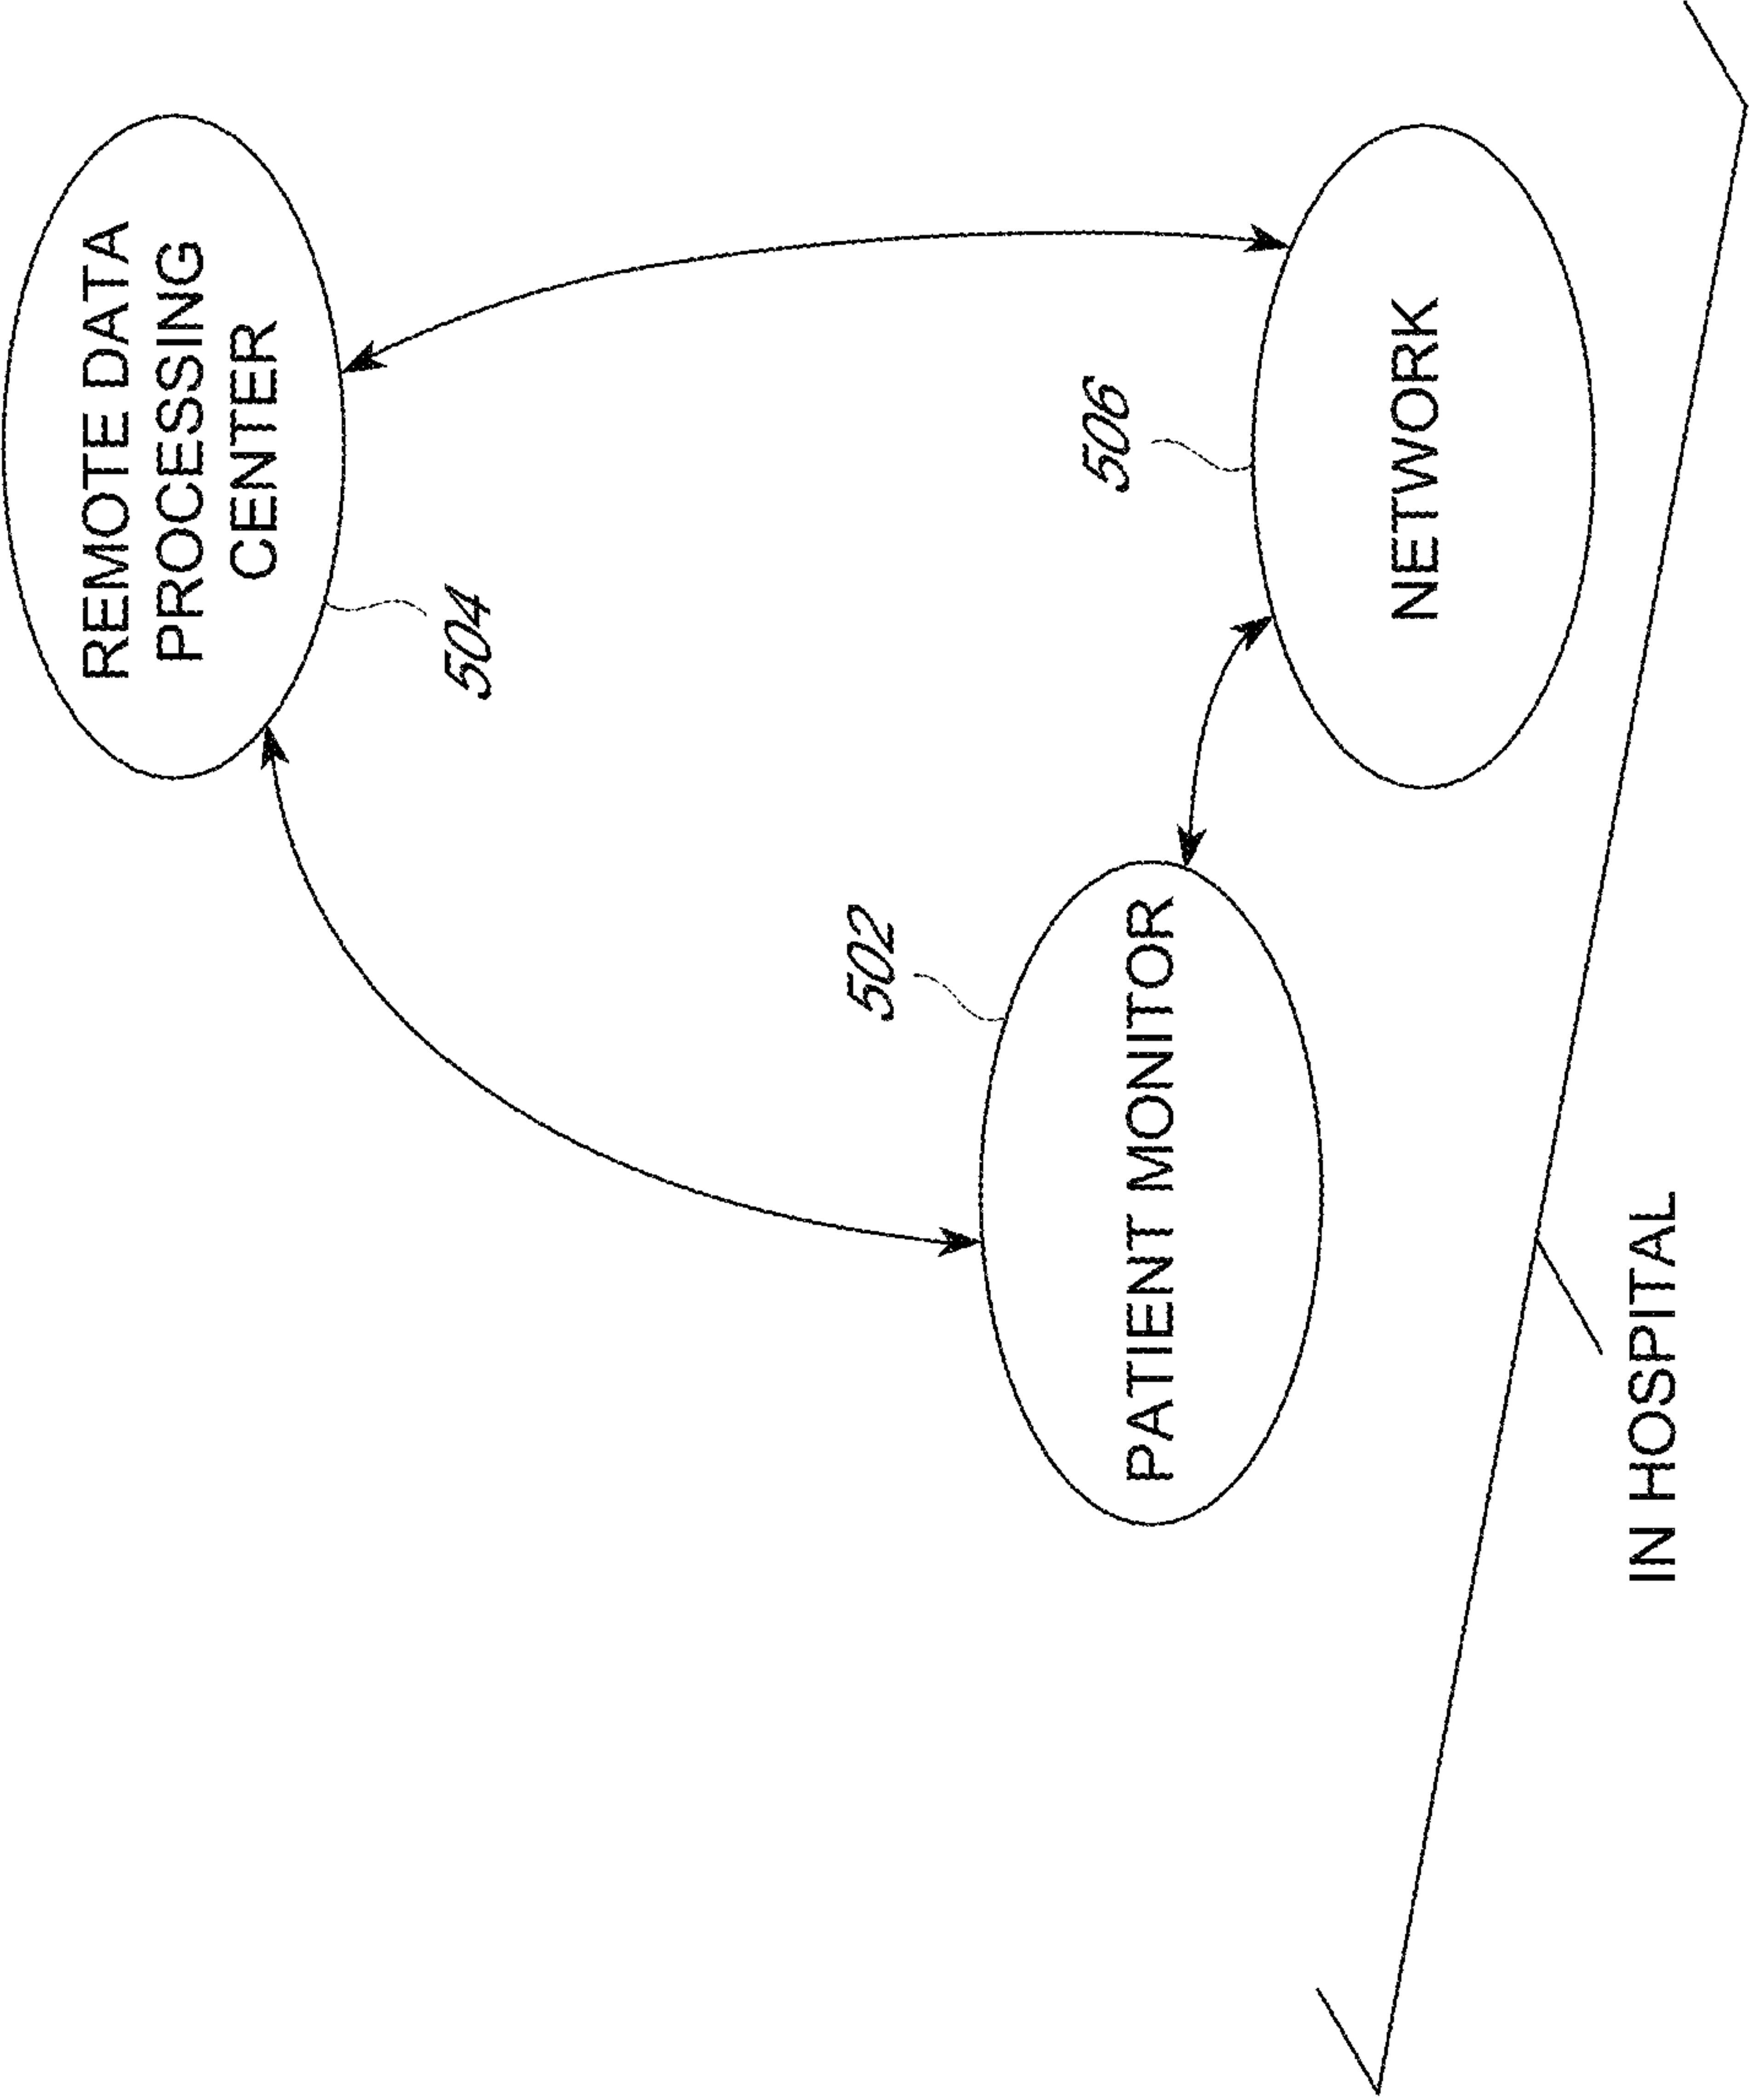 REMOTE DATA
PROCESSING
CENTER
504
502
PATIENT MONITOR
506
NETWORK
IN HOSPITAL